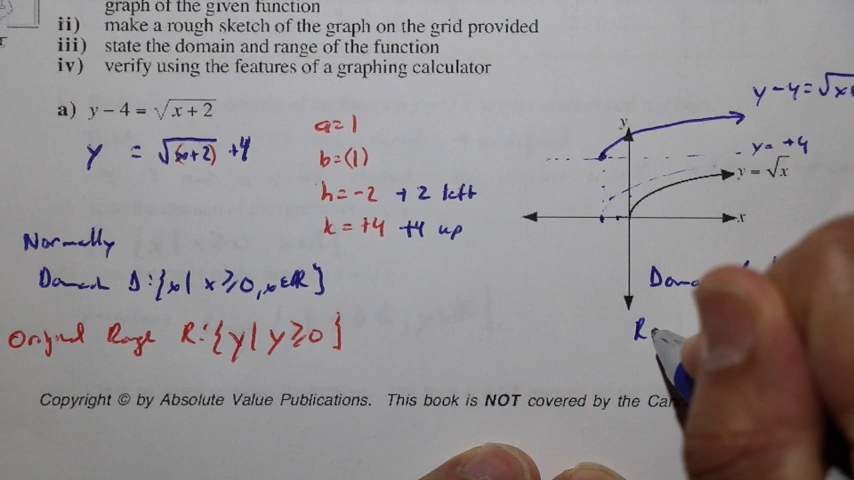 graph of the given function
ii) make a rough sketch of the graph on the grid provided
iii) state the domain and range of the function
iv) verify using the features of a graphing calculator
a) y – 4 = √x + 2
y = √(x+2) +4
a=1
b=(1)
h=-2 → 2 left
k=+4 +4 up
y-4=√x
y
y=+4
y = √x
x
Normally
Domain D:{x| x≥0, x∈R}
Original Range R:{y| y≥0}
Doma
R
Copyright © by Absolute Value Publications. This book is NOT covered by the Can